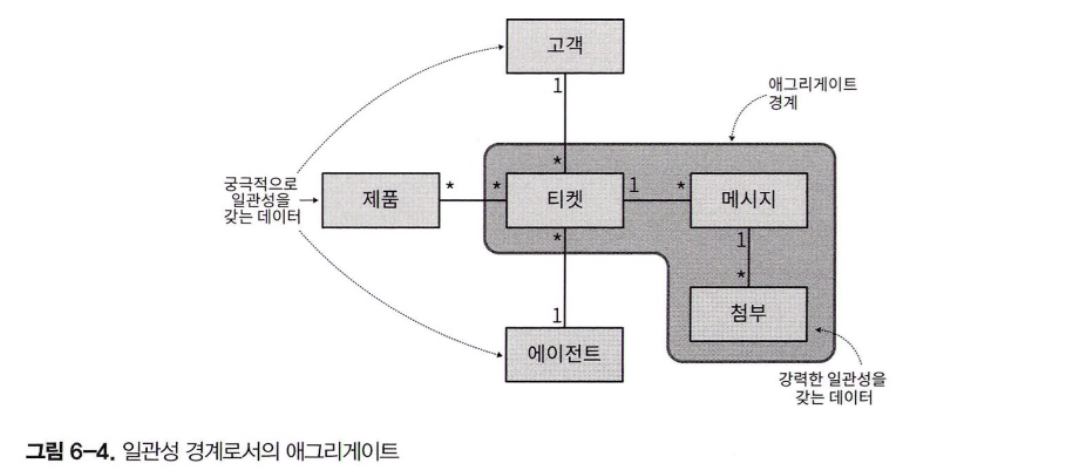 고객
1
애그리게이트
경계
*
궁극적으로
일관성을
갖는 데이터
제품
*
*
티켓
1
*
메시지
*
1
*
첨부
1
에이전트
강력한 일관성을
갖는 데이터
그림 6-4. 일관성 경계로서의 애그리게이트